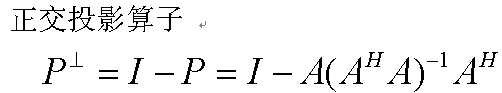 正交投影算子
P^⊥ = I − P = I − A(A^H A)^{−1} A^H